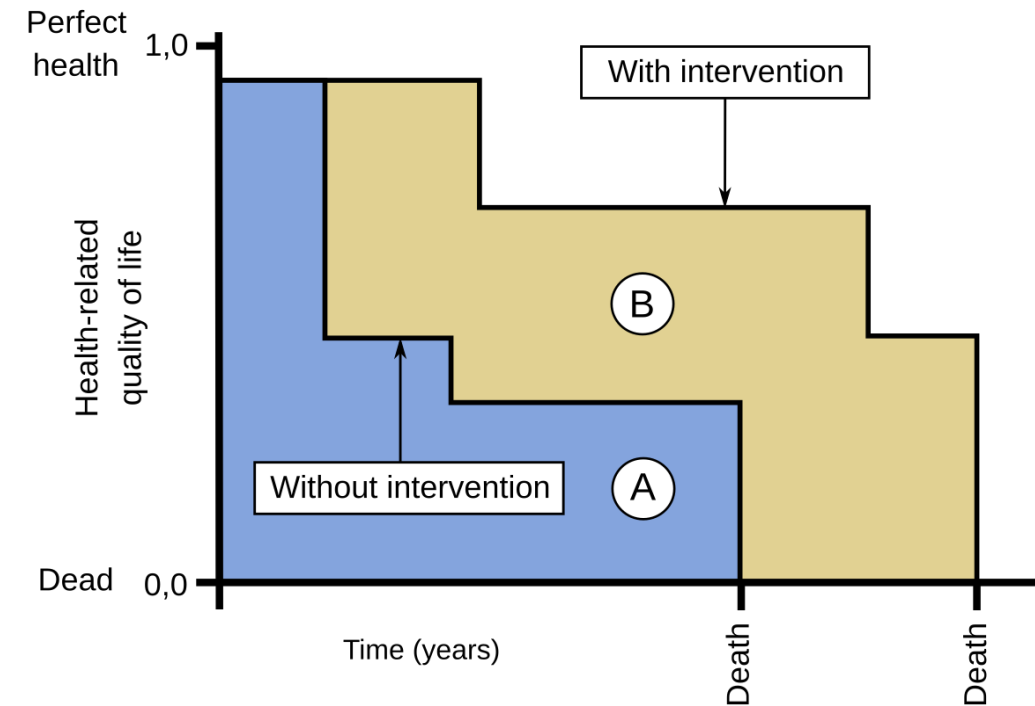 Perfect
health
1,0
With intervention
Health-related
quality of life
B
Without intervention
A
Dead
0,0
Time (years)
Death
Death